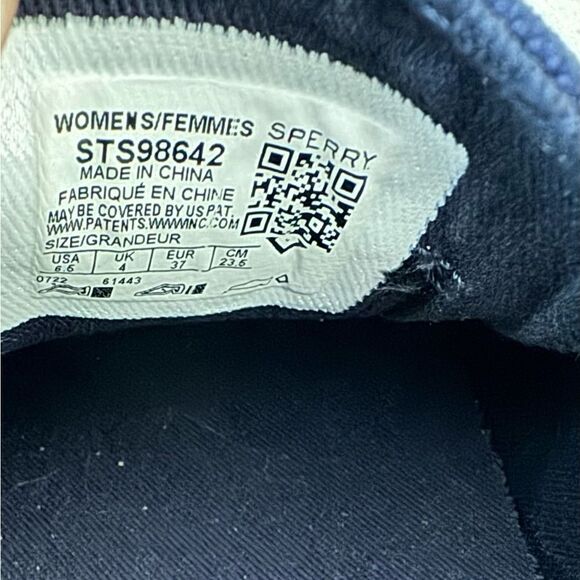 WOMENS/FEMMES
SPERRY
STS98642
MADE IN CHINA
FABRIQUÉ EN CHINE
MAY BE COVERED BY US PAT.
WWW.PATENTS.WWWINC.COM
SIZE/GRANDEUR
USA UK EUR CM
6.5 4 37 23.5
0722 61443